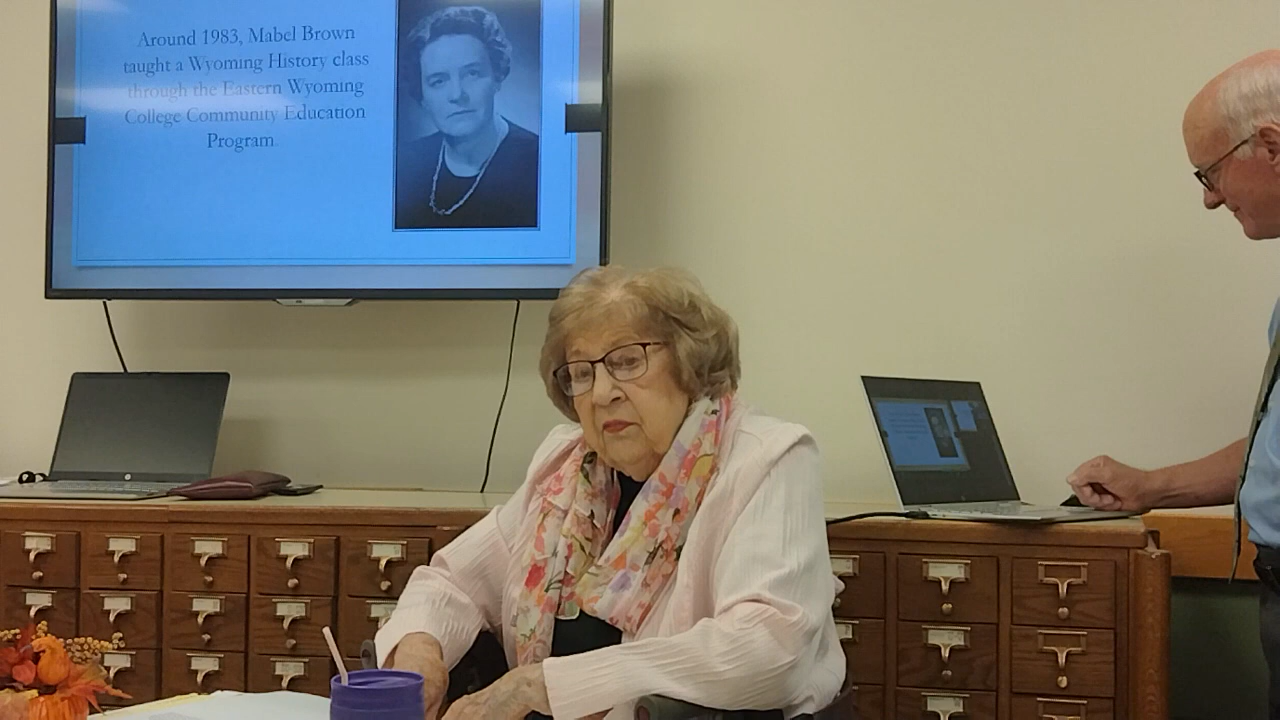 Around 1983, Mabel Brown
taught a Wyoming History class
through the Eastern Wyoming
College Community Education
Program.